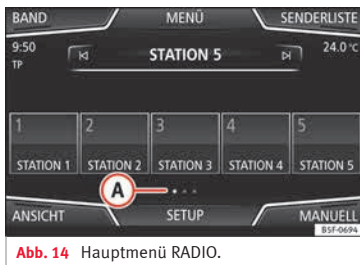 BAND MENÜ SENDERLISTE
9:50 STATION 5 24.0 °C
TP
1 2 3 4 5
STATION 1 STATION 2 STATION 3 STATION 4 STATION 5
A
ANSICHT SETUP MANUELL
B5F-0694
Abb. 14 Hauptmenü RADIO.